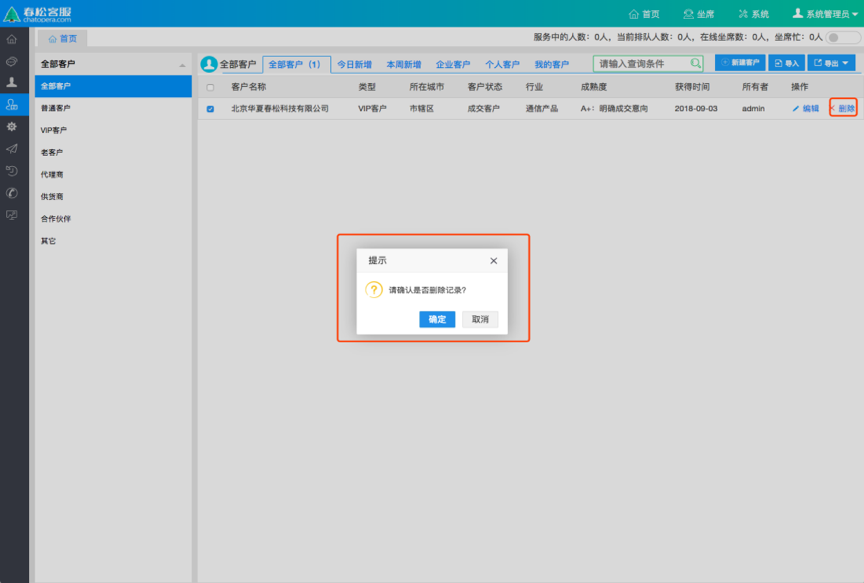 春松客服
chatopera.com
首页 坐席 系统 系统管理员
首页
服务中的人数：0人，当前排队人数：0人，在线坐席数：0人，坐席忙：0人
全部客户
全部客户
普通客户
VIP客户
老客户
代理商
供货商
合作伙伴
其它
全部客户 全部客户（1） 今日新增 本周新增 企业客户 个人客户 我的客户 请输入查询条件 新建客户 导入 导出
客户名称 类型 所在城市 客户状态 行业 成熟度 获得时间 所有者 操作
北京华夏春松科技有限公司 VIP客户 市辖区 成交客户 通信产品 A+：明确成交意向 2018-09-03 admin 编辑 删除
提示
请确认是否删除记录?
确定 取消